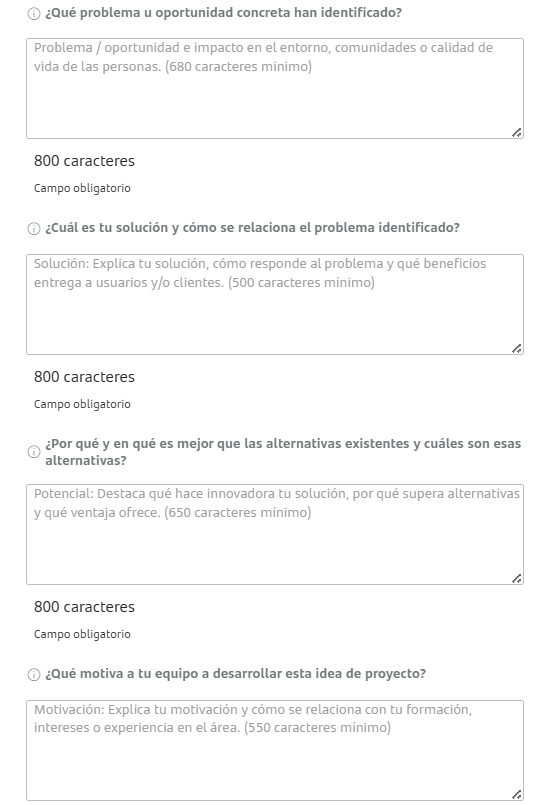 ¿Qué problema u oportunidad concreta han identificado?
Problema / oportunidad e impacto en el entorno, comunidades o calidad de
vida de las personas. (680 caracteres minimo)
800 caracteres
Campo obligatorio
¿Cuál es tu solución y cómo se relaciona el problema identificado?
Solución: Explica tu solución, cómo responde al problema y qué beneficios
entrega a usuarios y/o clientes. (500 caracteres mínimo)
800 caracteres
Campo obligatorio
¿Por qué y en qué es mejor que las alternativas existentes y cuáles son esas
alternativas?
Potencial: Destaca qué hace innovadora tu solución, por qué supera alternativas
y qué ventaja ofrece. (650 caracteres mínimo)
800 caracteres
Campo obligatorio
¿Qué motiva a tu equipo a desarrollar esta idea de proyecto?
Motivación: Explica tu motivación y cómo se relaciona con tu formación,
intereses o experiencia en el área. (550 caracteres mínimo)